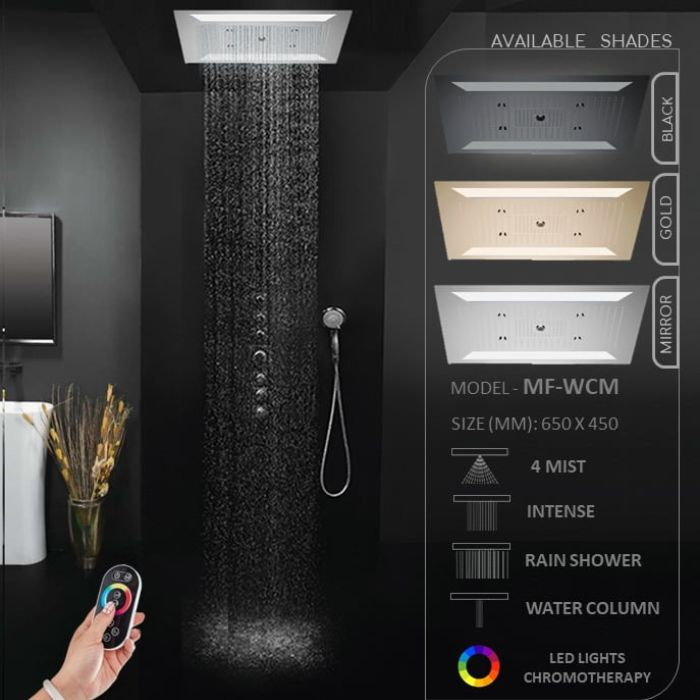 AVAILABLE SHADES
BLACK
GOLD
MIRROR
MODEL - MF-WCM
SIZE (MM): 650 X 450
4 MIST
INTENSE
RAIN SHOWER
WATER COLUMN
LED LIGHTS
CHROMOTHERAPY